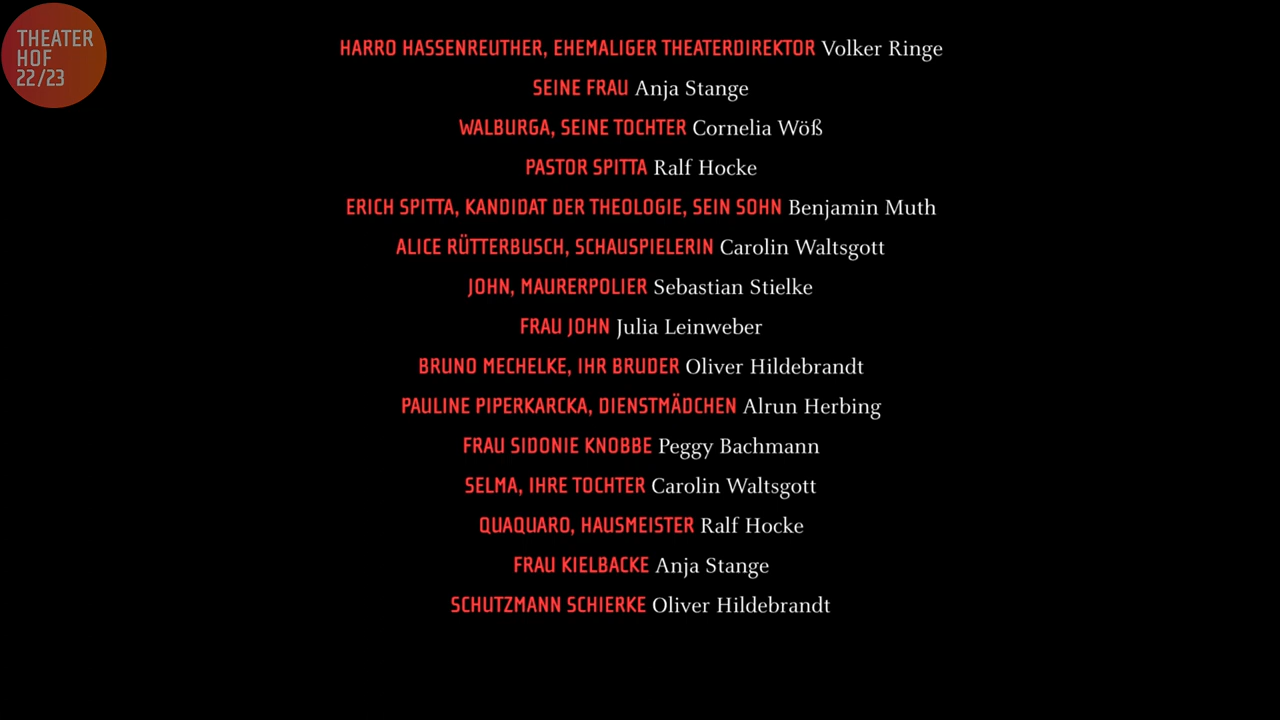 THEATER
HOF
22/23
HARRO HASSENREUTHER, EHEMALIGER THEATERDIREKTOR Volker Ringe
SEINE FRAU Anja Stange
WALBURGA, SEINE TOCHTER Cornelia Wöß
PASTOR SPITTA Ralf Hocke
ERICH SPITTA, KANDIDAT DER THEOLOGIE, SEIN SOHN Benjamin Muth
ALICE RÜTTERBUSCH, SCHAUSPIELERIN Carolin Waltsgott
JOHN, MAURERPOLIER Sebastian Stielke
FRAU JOHN Julia Leinweber
BRUNO MECHELKE, IHR BRUDER Oliver Hildebrandt
PAULINE PIPERKARCKA, DIENSTMÄDCHEN Alrun Herbing
FRAU SIDONIE KNOBBE Peggy Bachmann
SELMA, IHRE TOCHTER Carolin Waltsgott
QUAQUARO, HAUSMEISTER Ralf Hocke
FRAU KIELBACKE Anja Stange
SCHUTZMANN SCHIERKE Oliver Hildebrandt